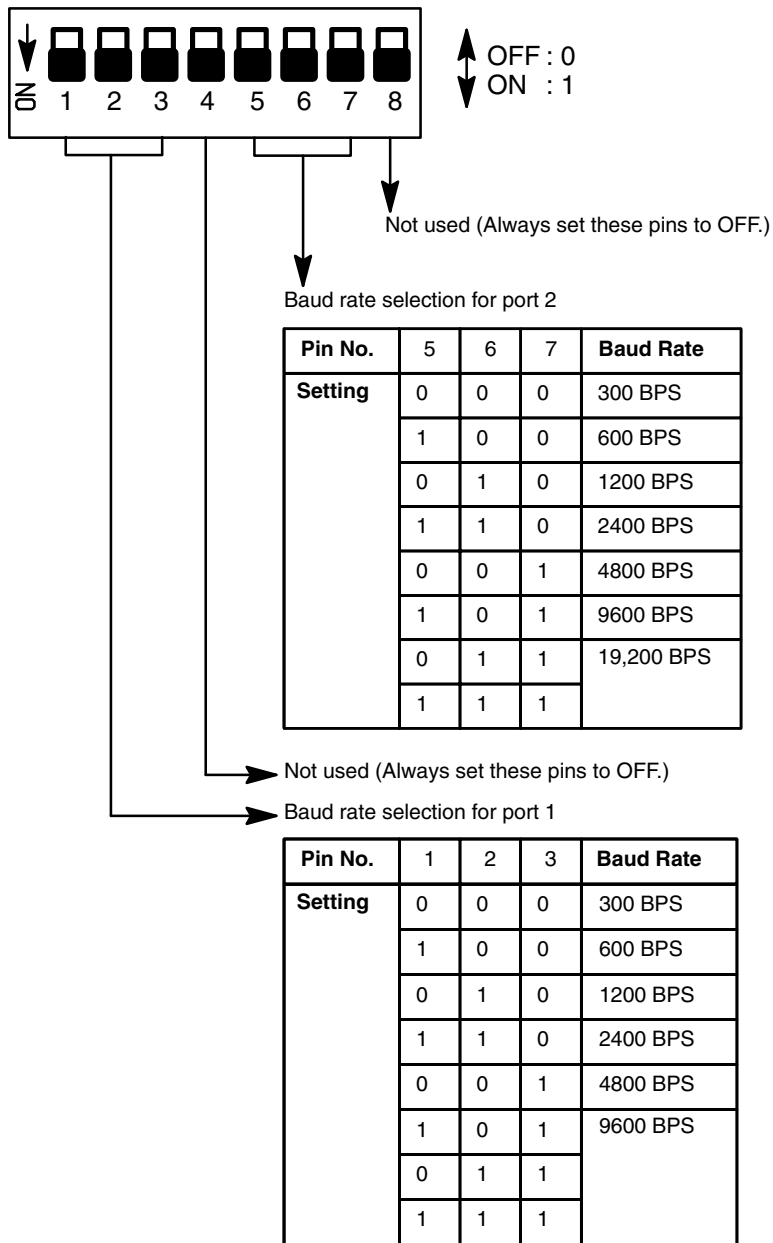 OFF : 0
ON : 1
ON 1 2 3 4 5 6 7 8
Not used (Always set these pins to OFF.)
Baud rate selection for port 2
Pin No. 5 6 7 Baud Rate
Setting 0 0 0 300 BPS
1 0 0 600 BPS
0 1 0 1200 BPS
1 1 0 2400 BPS
0 0 1 4800 BPS
1 0 1 9600 BPS
0 1 1 19,200 BPS
1 1 1
Not used (Always set these pins to OFF.)
Baud rate selection for port 1
Pin No. 1 2 3 Baud Rate
Setting 0 0 0 300 BPS
1 0 0 600 BPS
0 1 0 1200 BPS
1 1 0 2400 BPS
0 0 1 4800 BPS
1 0 1 9600 BPS
0 1 1
1 1 1